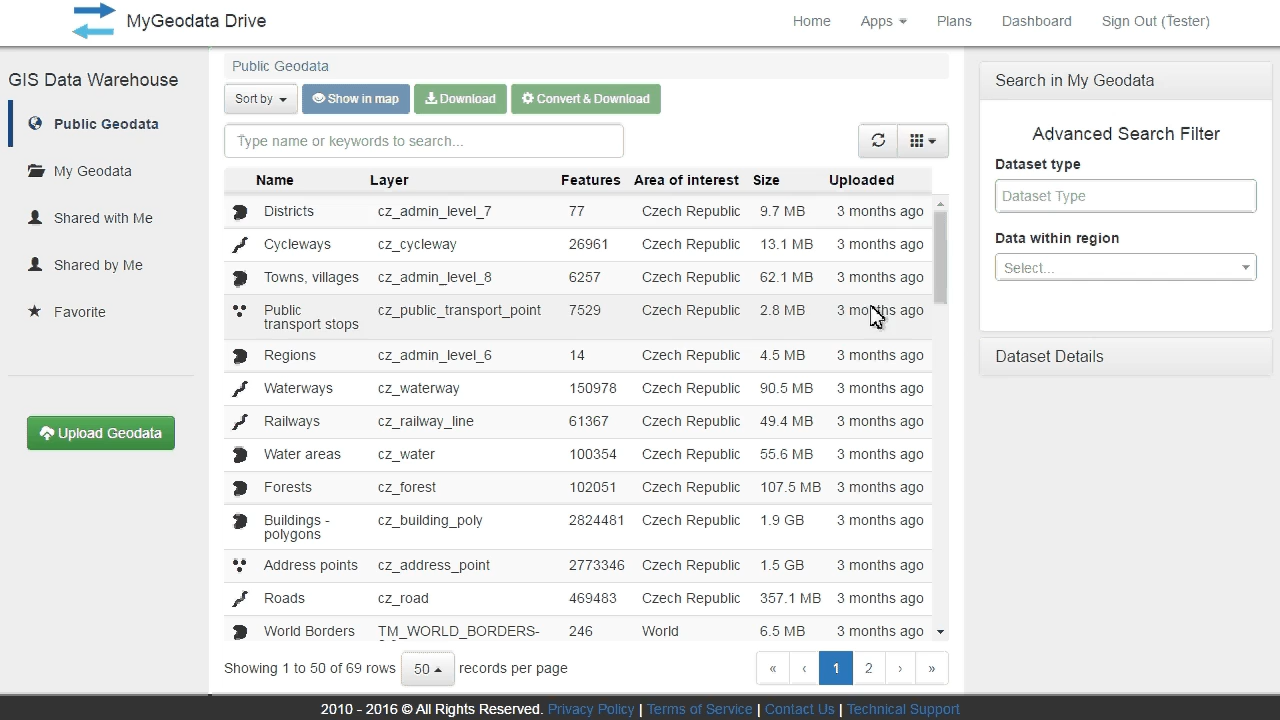 MyGeodata Drive
Home Apps Plans Dashboard Sign Out (Tester)
GIS Data Warehouse
Public Geodata
My Geodata
Shared with Me
Shared by Me
Favorite
Upload Geodata
Public Geodata
Sort by Show in map Download Convert & Download
Type name or keywords to search...
Name Layer Features Area of interest Size Uploaded
Districts cz_admin_level_7 77 Czech Republic 9.7 MB 3 months ago
Cycleways cz_cycleway 26961 Czech Republic 13.1 MB 3 months ago
Towns, villages cz_admin_level_8 6257 Czech Republic 62.1 MB 3 months ago
Public cz_public_transport_point 7529 Czech Republic 2.8 MB 3 months ago
transport stops
Regions cz_admin_level_6 14 Czech Republic 4.5 MB 3 months ago
Waterways cz_waterway 150978 Czech Republic 90.5 MB 3 months ago
Railways cz_railway_line 61367 Czech Republic 49.4 MB 3 months ago
Water areas cz_water 100354 Czech Republic 55.6 MB 3 months ago
Forests cz_forest 102051 Czech Republic 107.5 MB 3 months ago
Buildings - cz_building_poly 2824481 Czech Republic 1.9 GB 3 months ago
polygons
Address points cz_address_point 2773346 Czech Republic 1.5 GB 3 months ago
Roads cz_road 469483 Czech Republic 357.1 MB 3 months ago
World Borders TM_WORLD_BORDERS- 246 World 6.5 MB 3 months ago
Showing 1 to 50 of 69 rows 50 records per page
« ‹ 1 2 › »
Search in My Geodata
Advanced Search Filter
Dataset type
Dataset Type
Data within region
Select...
Dataset Details
2010 - 2016 © All Rights Reserved. Privacy Policy | Terms of Service | Contact Us | Technical Support